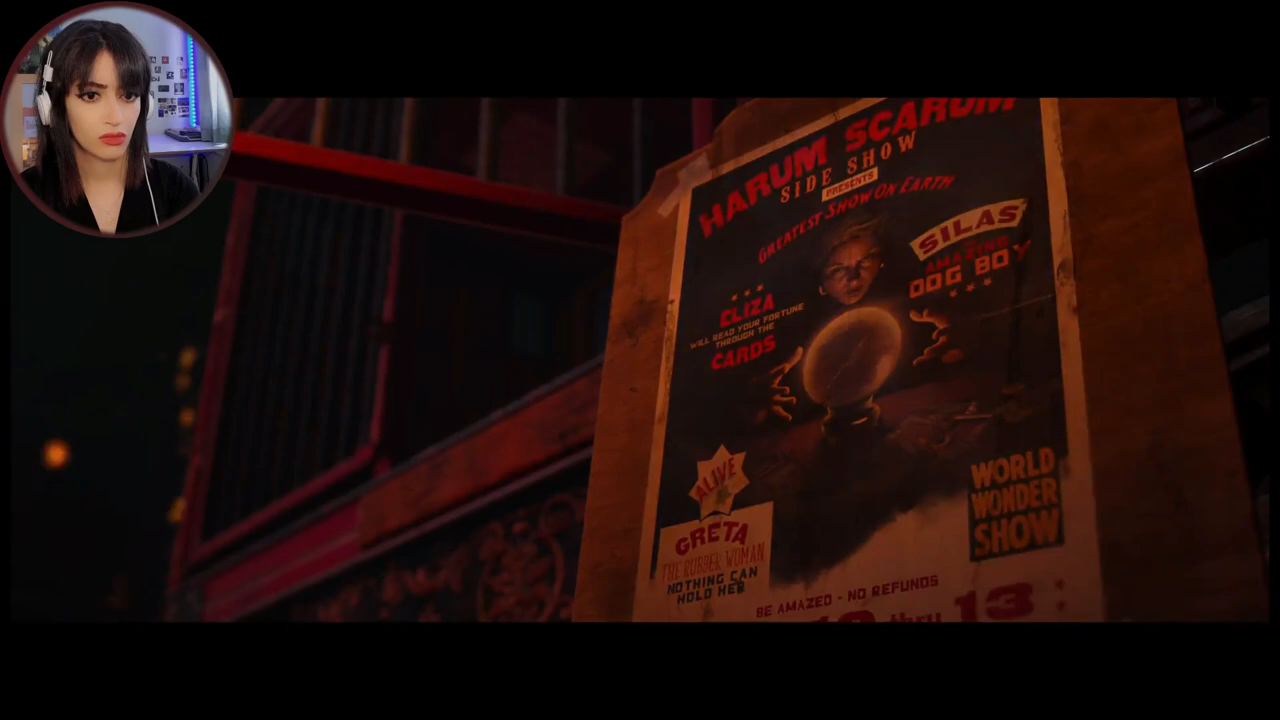 HARUM SCARUM
SIDE SHOW
PRESENTS
GREATEST SHOW ON EARTH
SILAS
AMAZING
DOG BOY
ELIZA
WILL READ YOUR FORTUNE
THROUGH THE
CARDS
ALIVE
GRETA
THE RUBBER WOMAN
NOTHING CAN
HOLD HER
WORLD
WONDER
SHOW
BE AMAZED - NO REFUNDS
thru 13